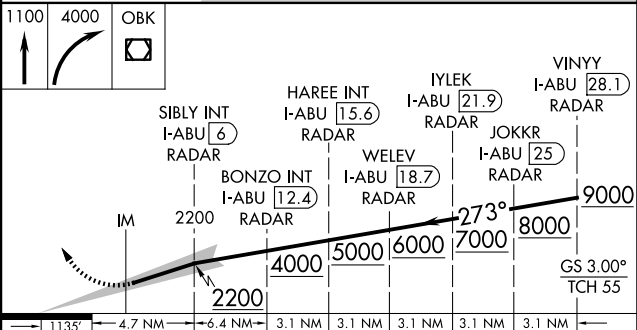 1100 4000 OBK
VINYY
I-ABU 28.1
RADAR
IYLEK
I-ABU 21.9
RADAR
HAREE INT
I-ABU 15.6
RADAR
SIBLY INT
I-ABU 6
RADAR
JOKKR
I-ABU 25
RADAR
WELEV
I-ABU 18.7
RADAR
BONZO INT
I-ABU 12.4
RADAR
IM
2200
273°
9000
8000
7000
6000
5000
4000
2200
GS 3.00°
TCH 55
1135' 4.7 NM 6.4 NM 3.1 NM 3.1 NM 3.1 NM 3.1 NM 3.1 NM